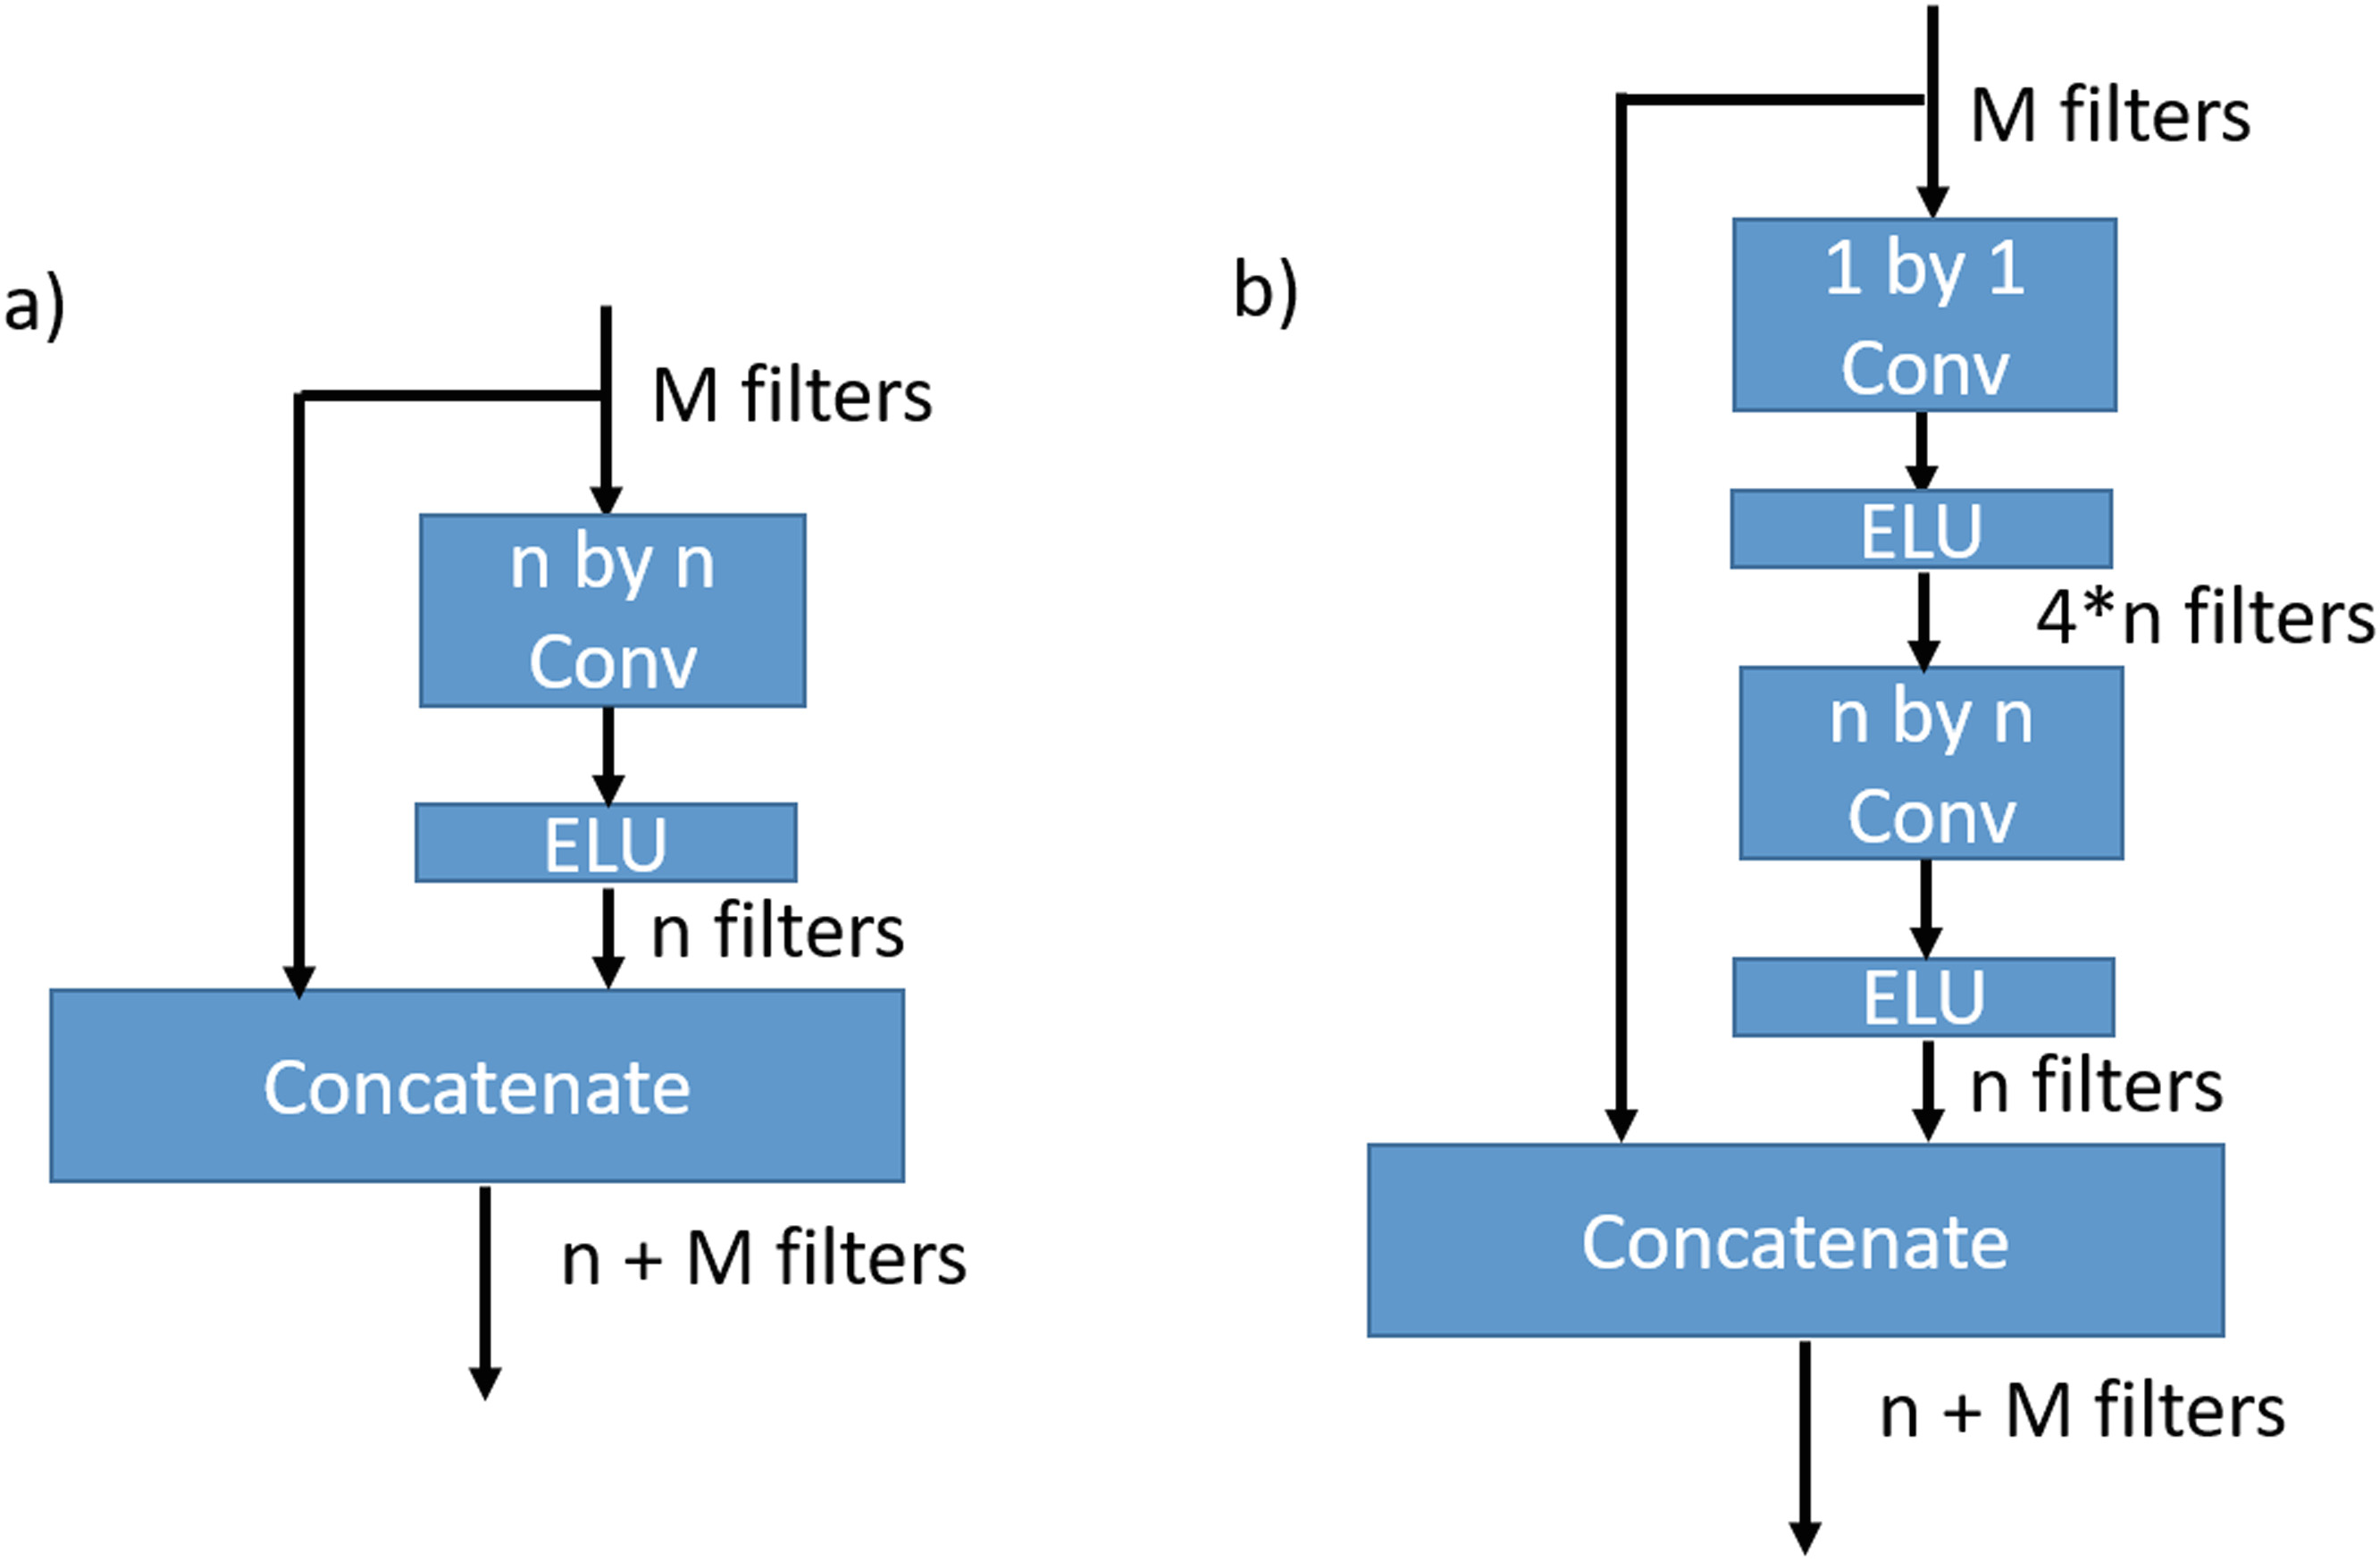 a)
M filters
n by n
Conv
ELU
n filters
Concatenate
n + M filters
b)
M filters
1 by 1
Conv
ELU
4*n filters
n by n
Conv
ELU
n filters
Concatenate
n + M filters